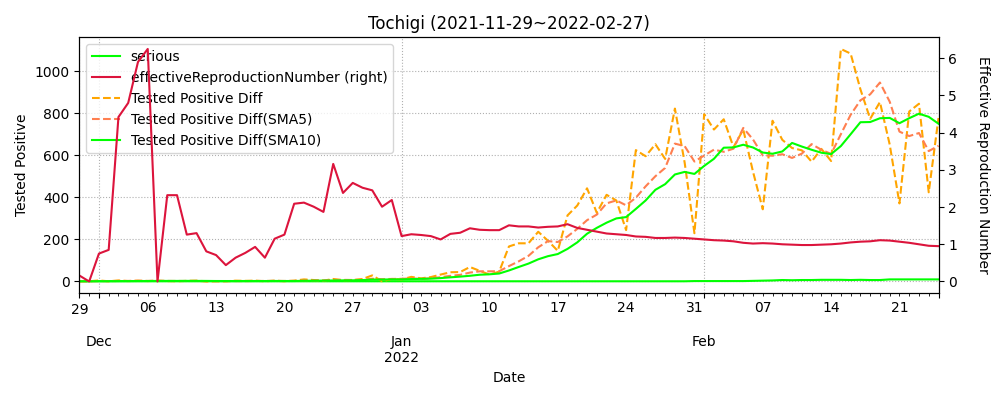 Tochigi (2021-11-29~2022-02-27)
serious
effectiveReproductionNumber (right)
Tested Positive Diff
Tested Positive Diff(SMA5)
Tested Positive Diff(SMA10)
Tested Positive
1000
800
600
400
200
0
6
5
4
3
2
1
0
Effective Reproduction Number
29 06 13 20 27 03 10 17 24 31 07 14 21
Dec Jan Feb
2022
Date